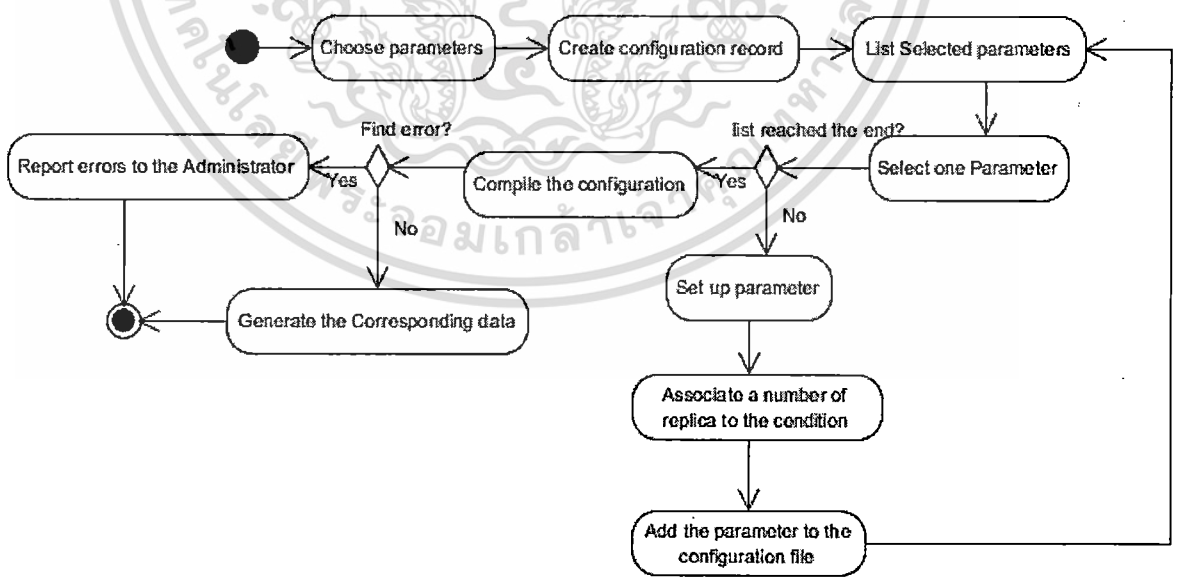 Choose parameters
Create configuration record
List Selected parameters
Find error?
list reached the end?
Report errors to the Administrator
Yes
Compile the configuration
Yes
Select one Parameter
No
No
Set up parameter
Generate the Corresponding data
Associate a number of
replica to the condition
Add the parameter to the
configuration file